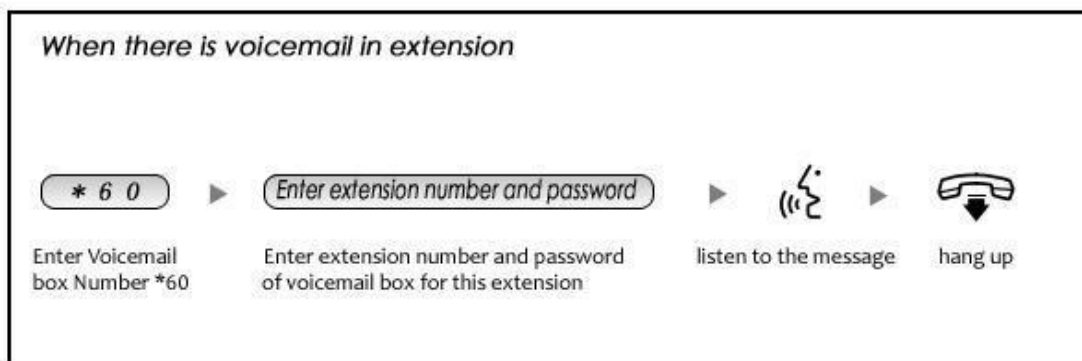 When there is voicemail in extension
* 6 0
Enter extension number and password
Enter Voicemail
box Number *60
Enter extension number and password
of voicemail box for this extension
listen to the message
hang up